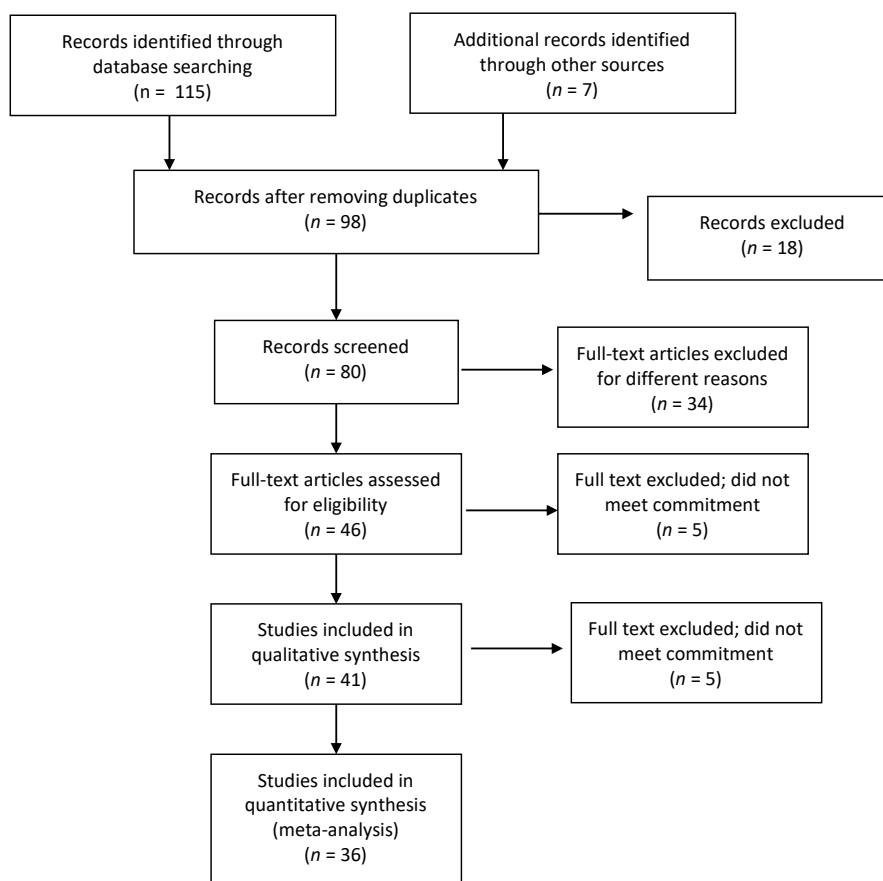 Records identified through
database searching
(n = 115)
Additional records identified
through other sources
(n = 7)
Records after removing duplicates
(n = 98)
Records excluded
(n = 18)
Records screened
(n = 80)
Full-text articles excluded
for different reasons
(n = 34)
Full-text articles assessed
for eligibility
(n = 46)
Full text excluded; did not
meet commitment
(n = 5)
Studies included in
qualitative synthesis
(n = 41)
Full text excluded; did not
meet commitment
(n = 5)
Studies included in
quantitative synthesis
(meta-analysis)
(n = 36)